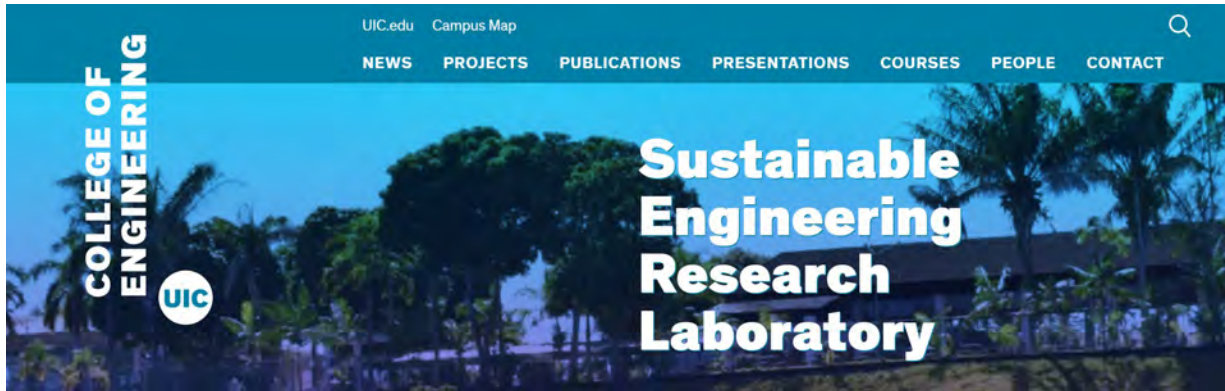 UIC.edu Campus Map
NEWS PROJECTS PUBLICATIONS PRESENTATIONS COURSES PEOPLE CONTACT
COLLEGE OF
ENGINEERING
UIC
Sustainable
Engineering
Research
Laboratory